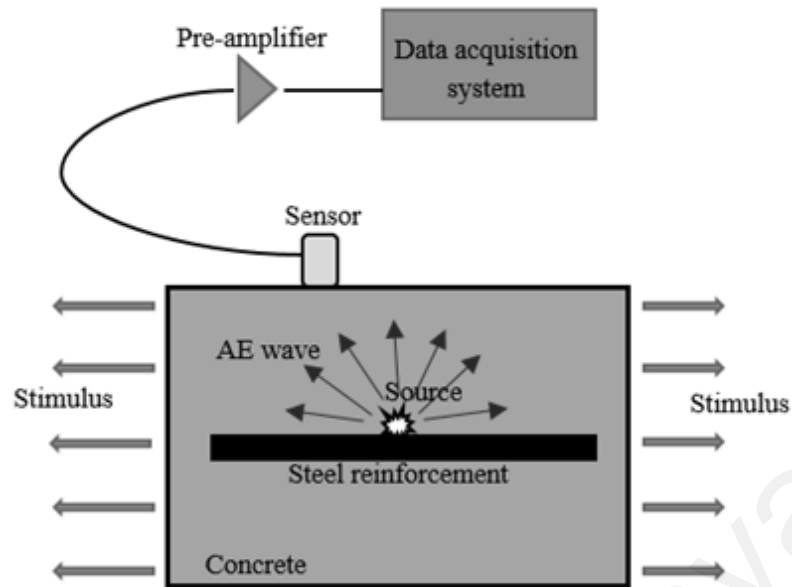 Pre-amplifier
Data acquisition
system
Sensor
AE wave
Source
Stimulus
Stimulus
Steel reinforcement
Concrete